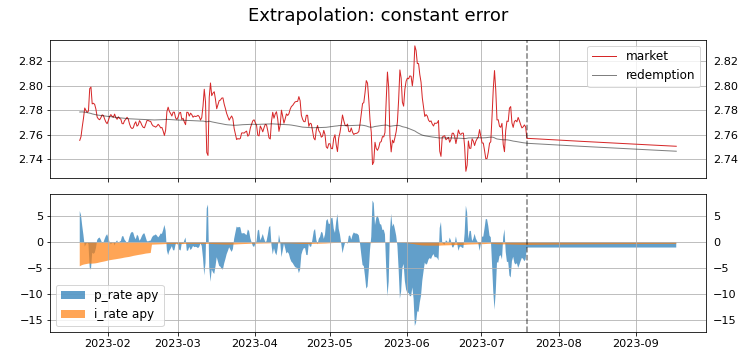 Extrapolation: constant error
2.82 2.82
2.80 2.80
2.78 2.78
2.76 2.76
2.74 2.74
market
redemption
5 5
0 0
−5 −5
−10 −10
−15 −15
p_rate apy
i_rate apy
2023-02 2023-03 2023-04 2023-05 2023-06 2023-07 2023-08 2023-09